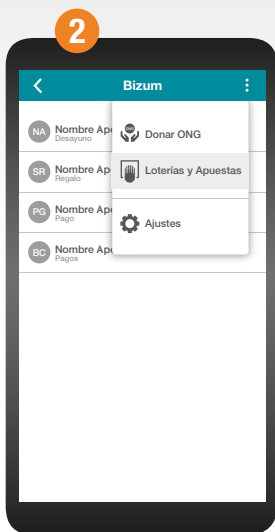 2
Bizum
NA Nombre Ap
Desayuno
Donar ONG
SR Nombre Ap
Regalo
Loterías y Apuestas
PG Nombre Ap
Pago
Ajustes
BC Nombre Ap
Pagos